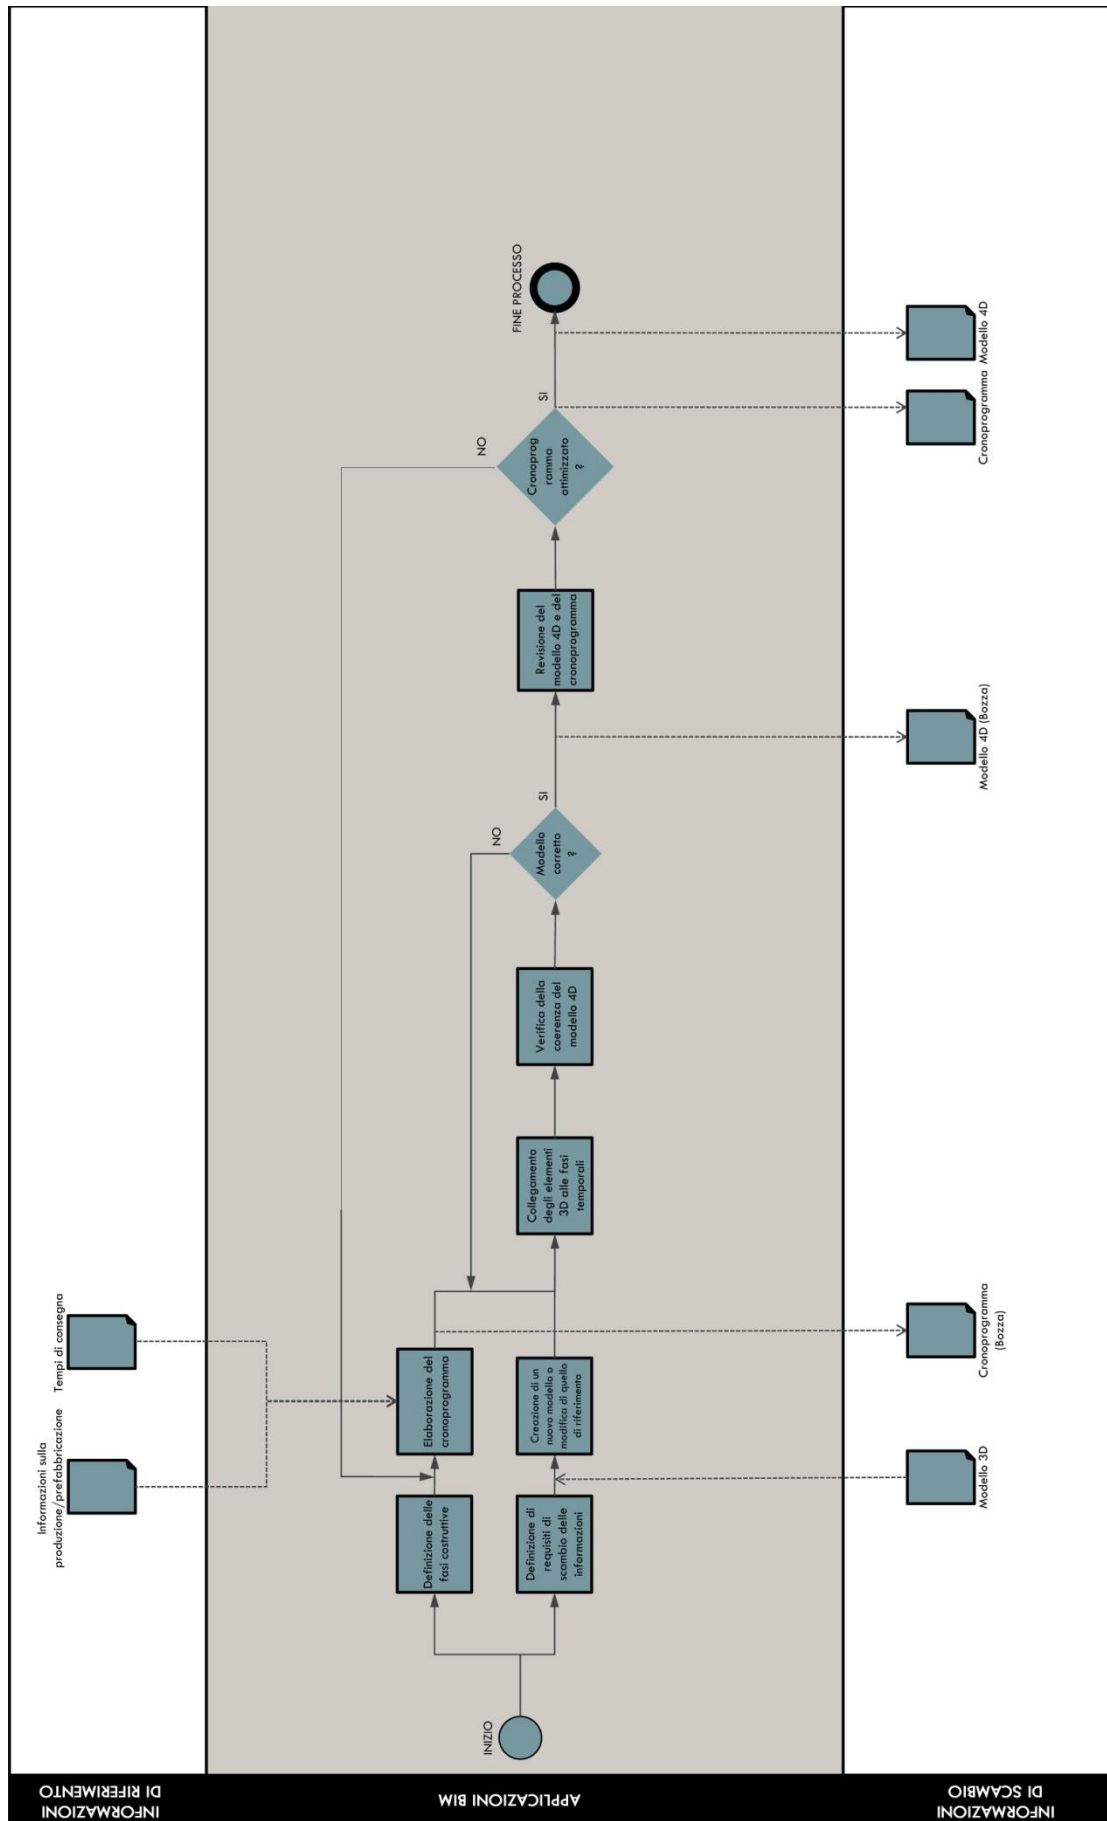 INFORMAZIONI
DI RIFERIMENTO
Informazioni sulla
produzione/prefabbricazione
Tempi di consegna
APPLICAZIONI BIM
INIZIO
Definizione delle
fasi costruttive
Elaborazione del
cronoprogramma
Definizione di
requisiti di
scambio delle
informazioni
Creazione di un
nuovo modello o
modifica di quello
di riferimento
Collegamento
degli elementi
3D alle fasi
temporali
Verifica della
coerenza del
modello 4D
Modello
corretto
?
NO
SI
Revisione del
modello 4D e del
cronoprogramma
Cronoprog
ramma
ottimizzato
?
NO
SI
FINE PROCESSO
INFORMAZIONI
DI SCAMBIO
Modello 3D
Cronoprogramma
(Bozza)
Modello 4D (Bozza)
Cronoprogramma
Modello 4D